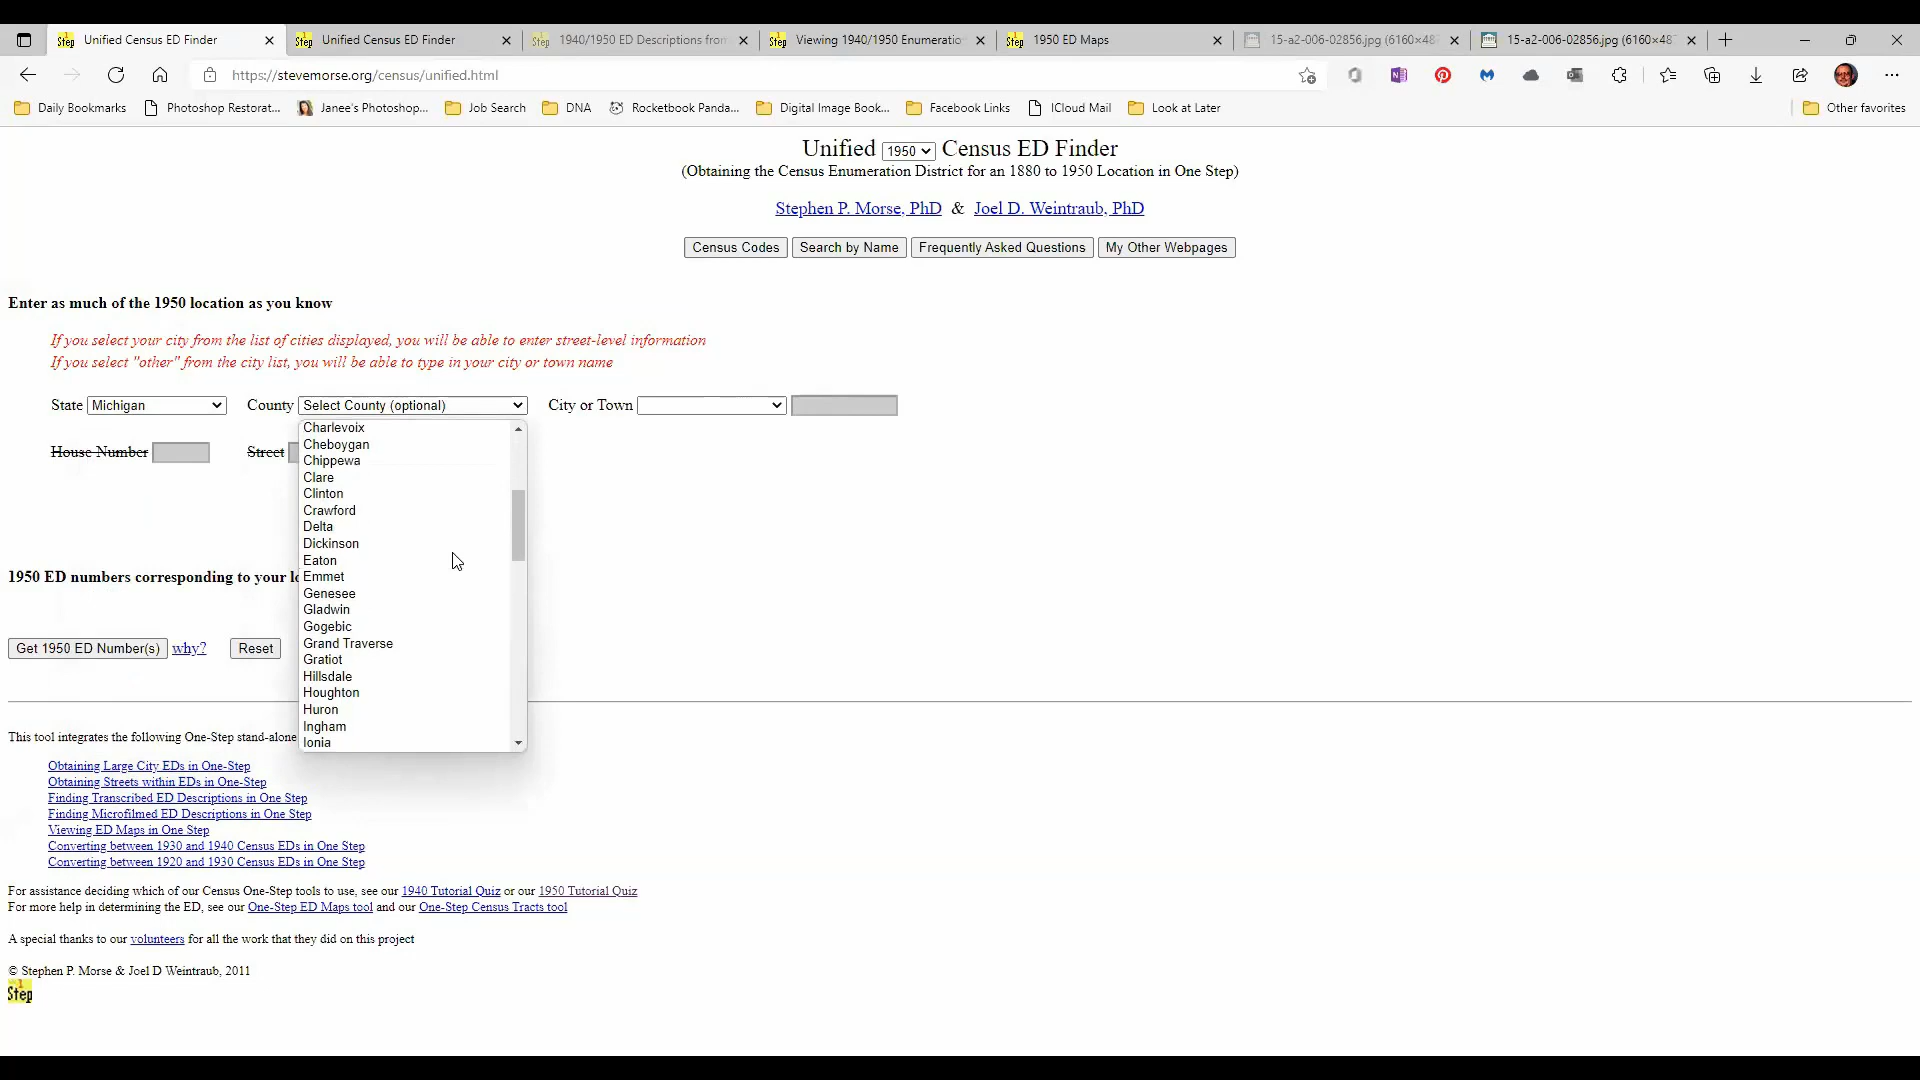 Unified Census ED Finder
Unified Census ED Finder
1940/1950 ED Descriptions from
Viewing 1940/1950 Enumeratio
1950 ED Maps
15-a2-006-02856.jpg (6160×48
15-a2-006-02856.jpg (6160×48
https://stevemorse.org/census/unified.html
Daily Bookmarks
Photoshop Restorat...
Janee's Photoshop...
Job Search
DNA
Rocketbook Panda...
Digital Image Book...
Facebook Links
ICloud Mail
Look at Later
Other favorites
Unified 1950 Census ED Finder
(Obtaining the Census Enumeration District for an 1880 to 1950 Location in One Step)
Stephen P. Morse, PhD & Joel D. Weintraub, PhD
Census Codes Search by Name Frequently Asked Questions My Other Webpages
Enter as much of the 1950 location as you know
If you select your city from the list of cities displayed, you will be able to enter street-level information
If you select "other" from the city list, you will be able to type in your city or town name
State Michigan County Select County (optional) City or Town
House Number Street
Charlevoix
Cheboygan
Chippewa
Clare
Clinton
Crawford
Delta
Dickinson
Eaton
Emmet
Genesee
Gladwin
Gogebic
Grand Traverse
Gratiot
Hillsdale
Houghton
Huron
Ingham
Ionia
1950 ED numbers corresponding to your lo
Get 1950 ED Number(s) why? Reset
This tool integrates the following One-Step stand-alone
Obtaining Large City EDs in One-Step
Obtaining Streets within EDs in One-Step
Finding Transcribed ED Descriptions in One Step
Finding Microfilmed ED Descriptions in One Step
Viewing ED Maps in One Step
Converting between 1930 and 1940 Census EDs in One Step
Converting between 1920 and 1930 Census EDs in One Step
For assistance deciding which of our Census One-Step tools to use, see our 1940 Tutorial Quiz or our 1950 Tutorial Quiz
For more help in determining the ED, see our One-Step ED Maps tool and our One-Step Census Tracts tool
A special thanks to our volunteers for all the work that they did on this project
© Stephen P. Morse & Joel D Weintraub, 2011
1
Step